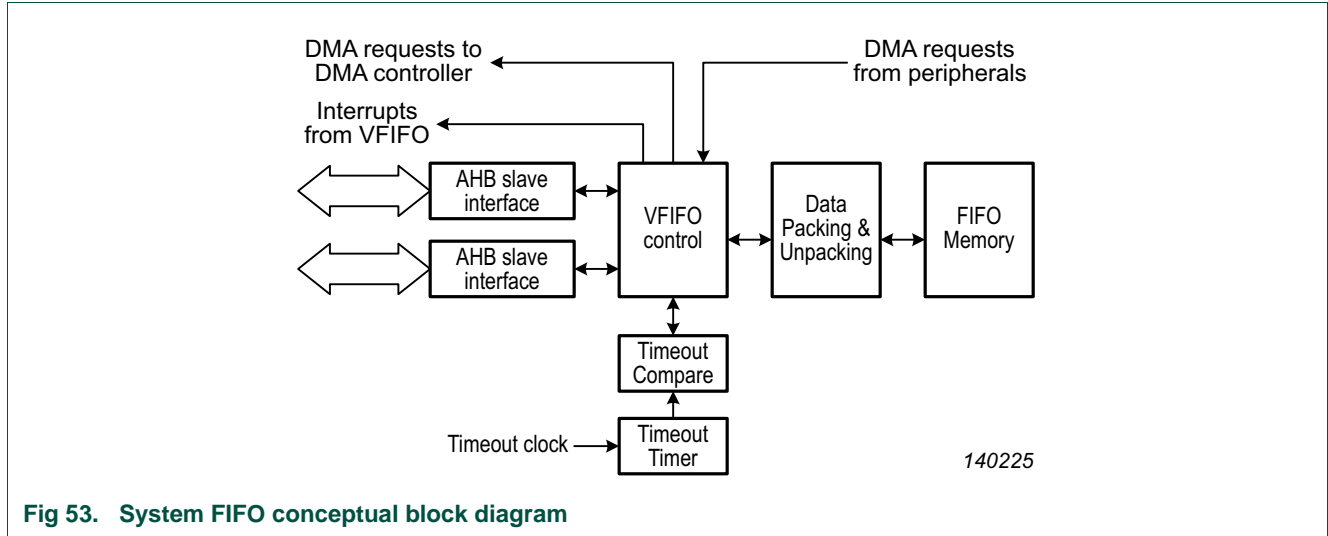 DMA requests to
DMA controller
DMA requests
from peripherals
Interrupts
from VFIFO
AHB slave
interface
AHB slave
interface
VFIFO
control
Data
Packing &
Unpacking
FIFO
Memory
Timeout
Compare
Timeout clock
Timeout
Timer
140225
Fig 53. System FIFO conceptual block diagram